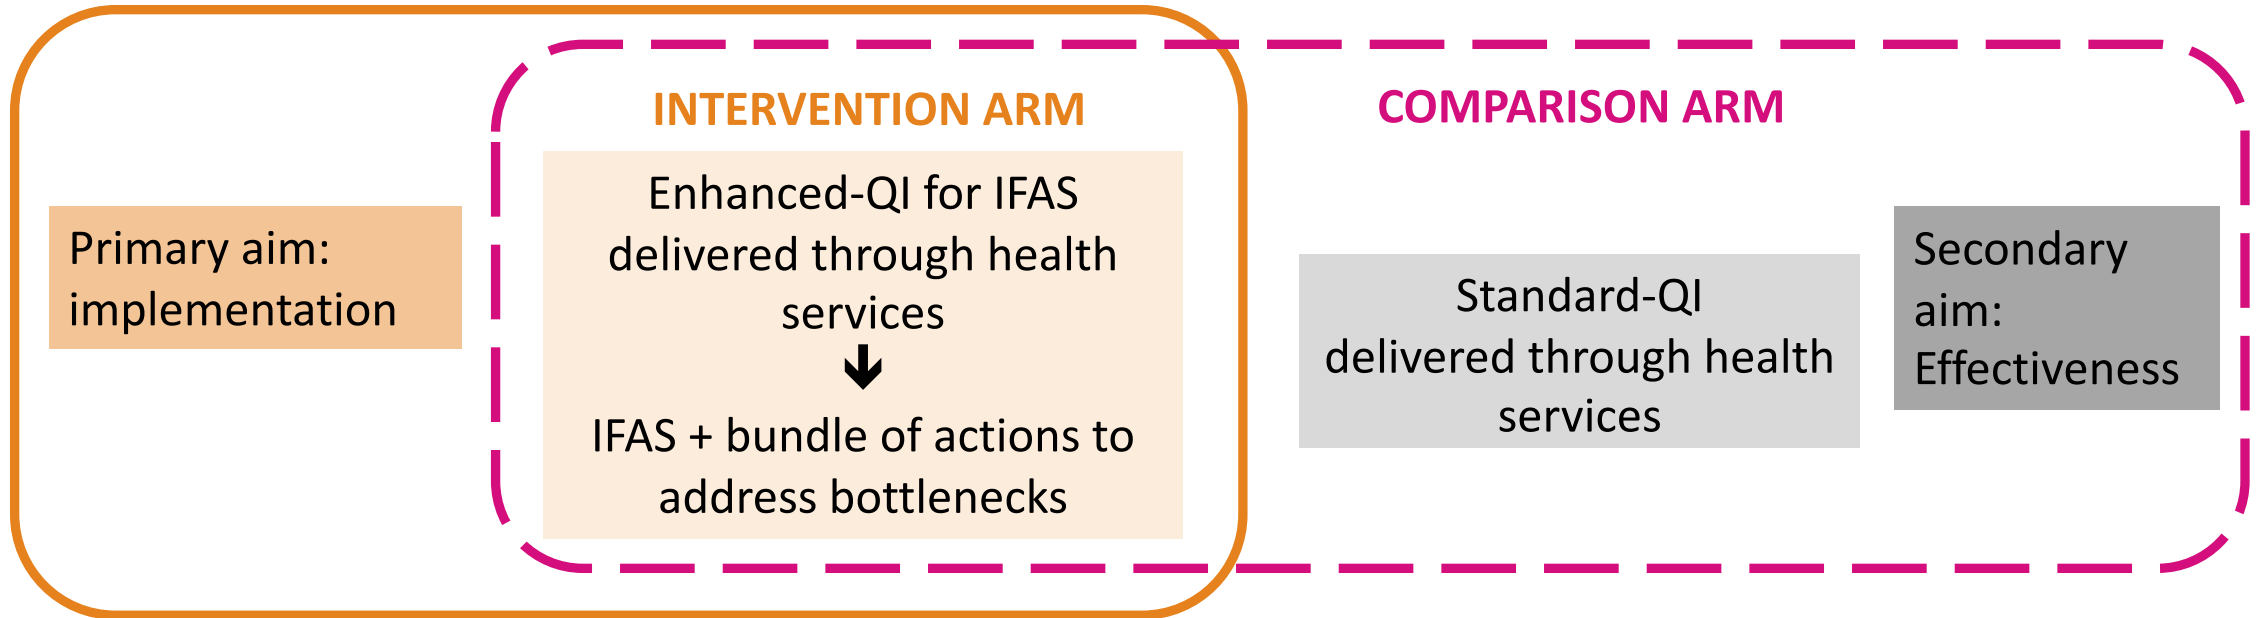 Primary aim:
implementation
INTERVENTION ARM
Enhanced-QI for IFAS
delivered through health
services
IFAS + bundle of actions to
address bottlenecks
COMPARISON ARM
Standard-QI
delivered through health
services
Secondary
aim:
Effectiveness